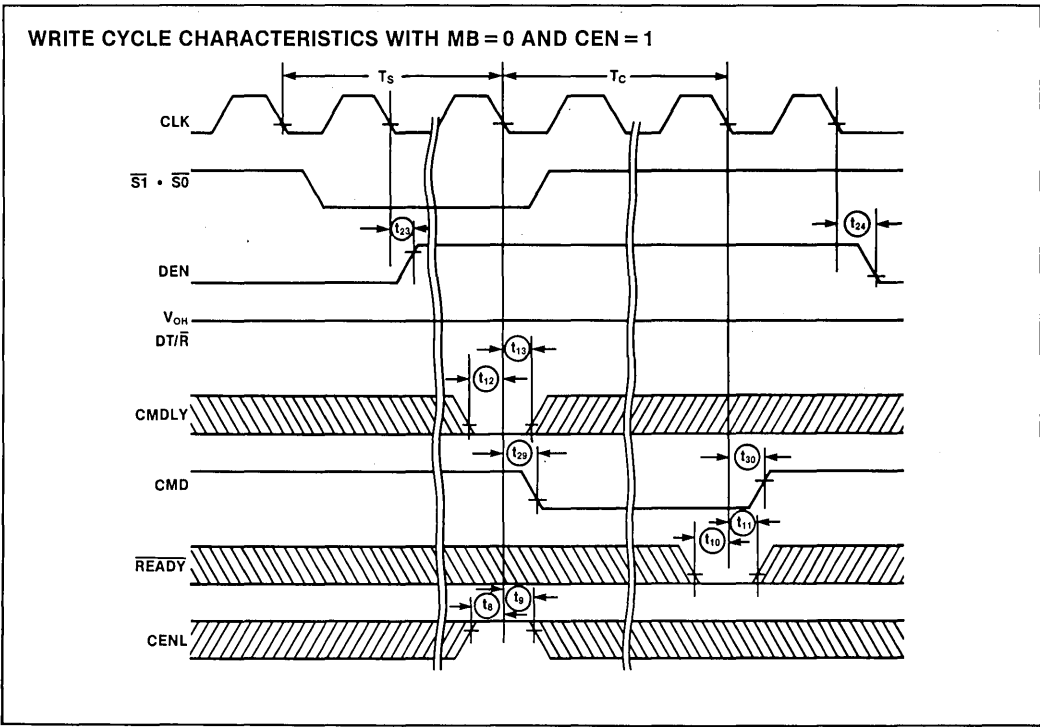 WRITE CYCLE CHARACTERISTICS WITH MB = 0 AND CEN = 1
TS TC
CLK
S1 • S0
t23 t24
DEN
VOH
DT/R
t13
t12
CMDLY
t29 t30
CMD
t11
t10
READY
t9
t8
CENL